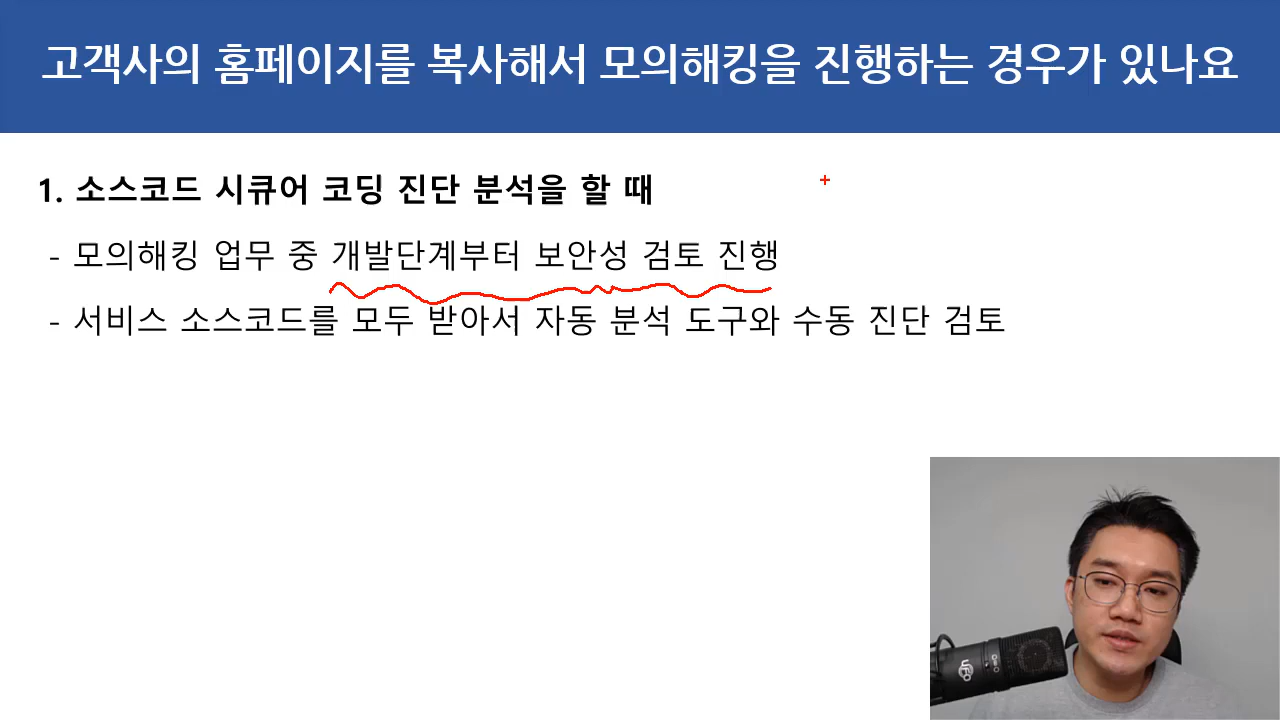 고객사의 홈페이지를 복사해서 모의해킹을 진행하는 경우가 있나요
1. 소스코드 시큐어 코딩 진단 분석을 할 때
- 모의해킹 업무 중 개발단계부터 보안성 검토 진행
- 서비스 소스코드를 모두 받아서 자동 분석 도구와 수동 진단 검토
UFO